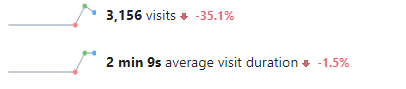 3,156 visits -35.1%
2 min 9s average visit duration -1.5%